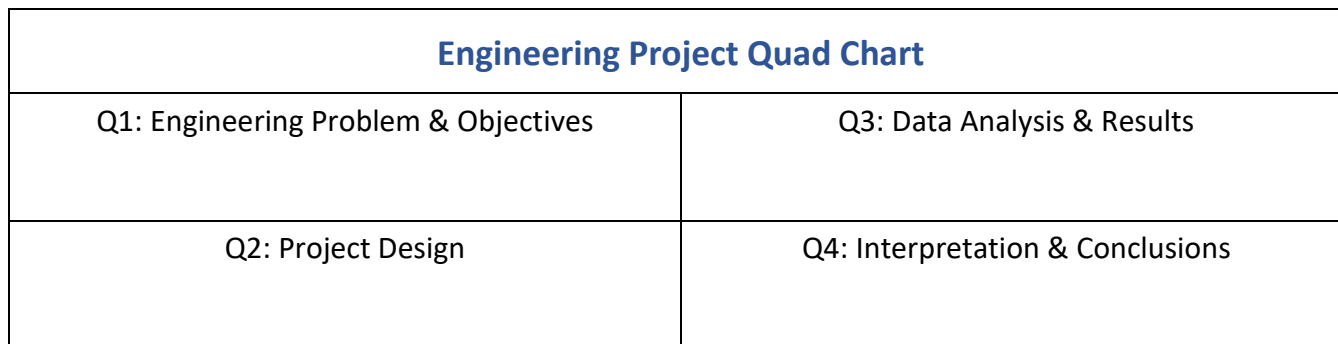 Engineering Project Quad Chart
Q1: Engineering Problem & Objectives
Q3: Data Analysis & Results
Q2: Project Design
Q4: Interpretation & Conclusions